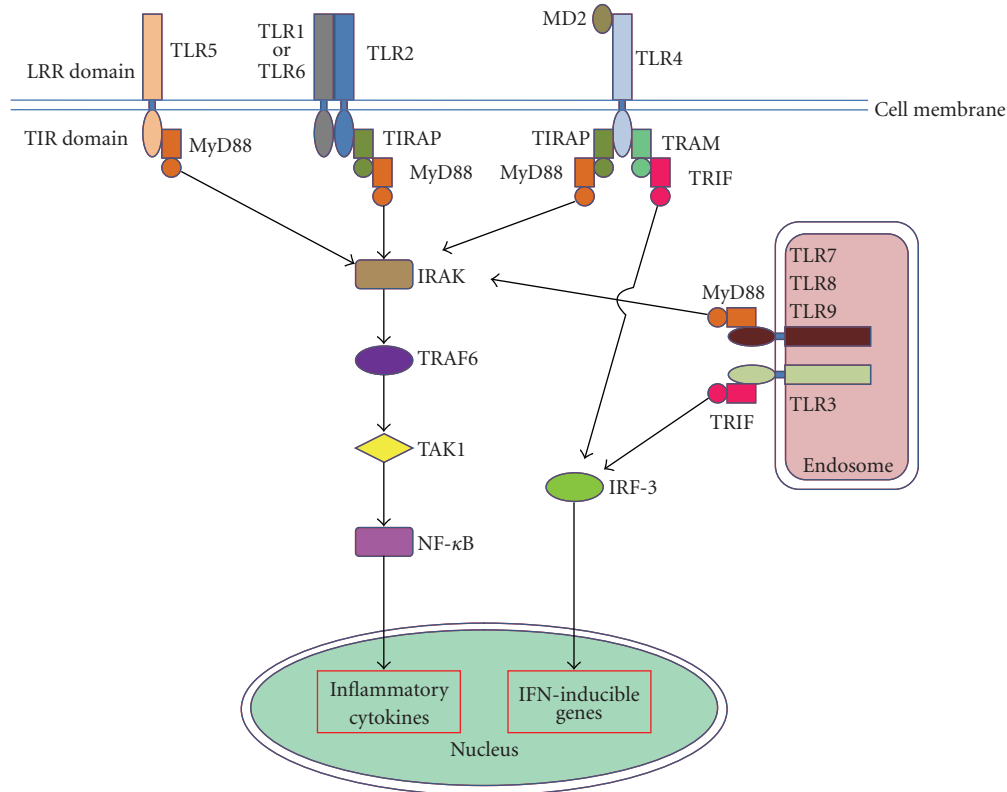 MD2
TLR5
TLR1
or
TLR6
TLR2
TLR4
LRR domain
Cell membrane
TIR domain
MyD88
TIRAP
MyD88
TIRAP
MyD88
TRAM
TRIF
IRAK
TLR7
TLR8
TLR9
MyD88
TRAF6
TLR3
TRIF
TAK1
Endosome
IRF-3
NF-κB
Inflammatory
cytokines
IFN-inducible
genes
Nucleus